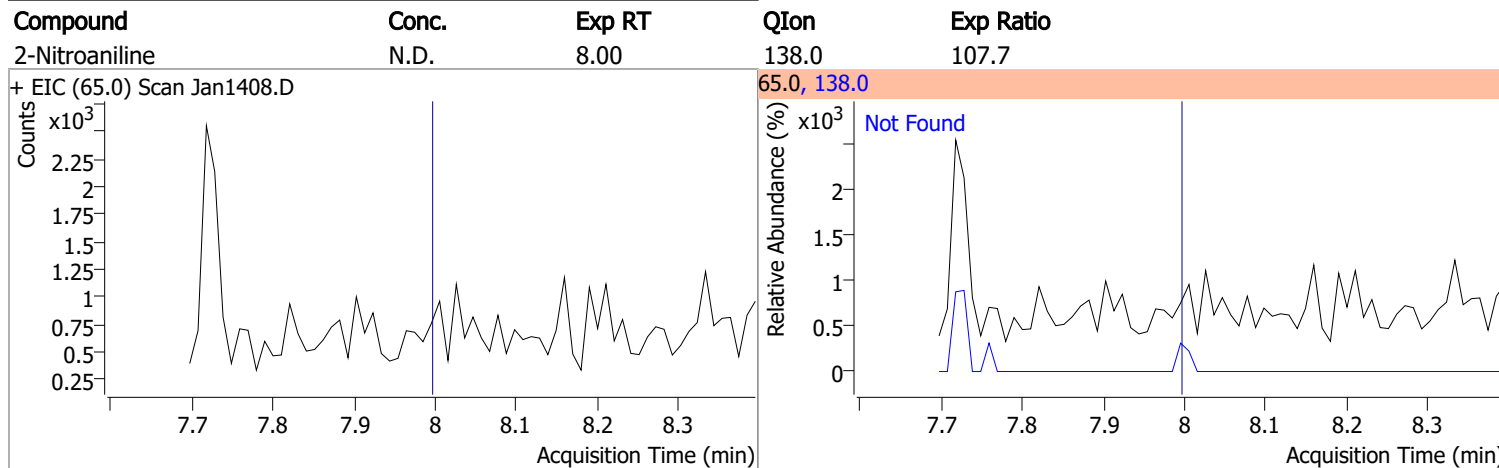 Compound Conc. Exp RT QIon Exp Ratio
2-Nitroaniline N.D. 8.00 138.0 107.7
+ EIC (65.0) Scan Jan1408.D
Counts
x10³
2.25
2
1.75
1.5
1.25
1
0.75
0.5
0.25
7.7 7.8 7.9 8 8.1 8.2 8.3
Acquisition Time (min)
65.0, 138.0
Relative Abundance (%)
x10³
Not Found
2
1.5
1
0.5
0
7.7 7.8 7.9 8 8.1 8.2 8.3
Acquisition Time (min)